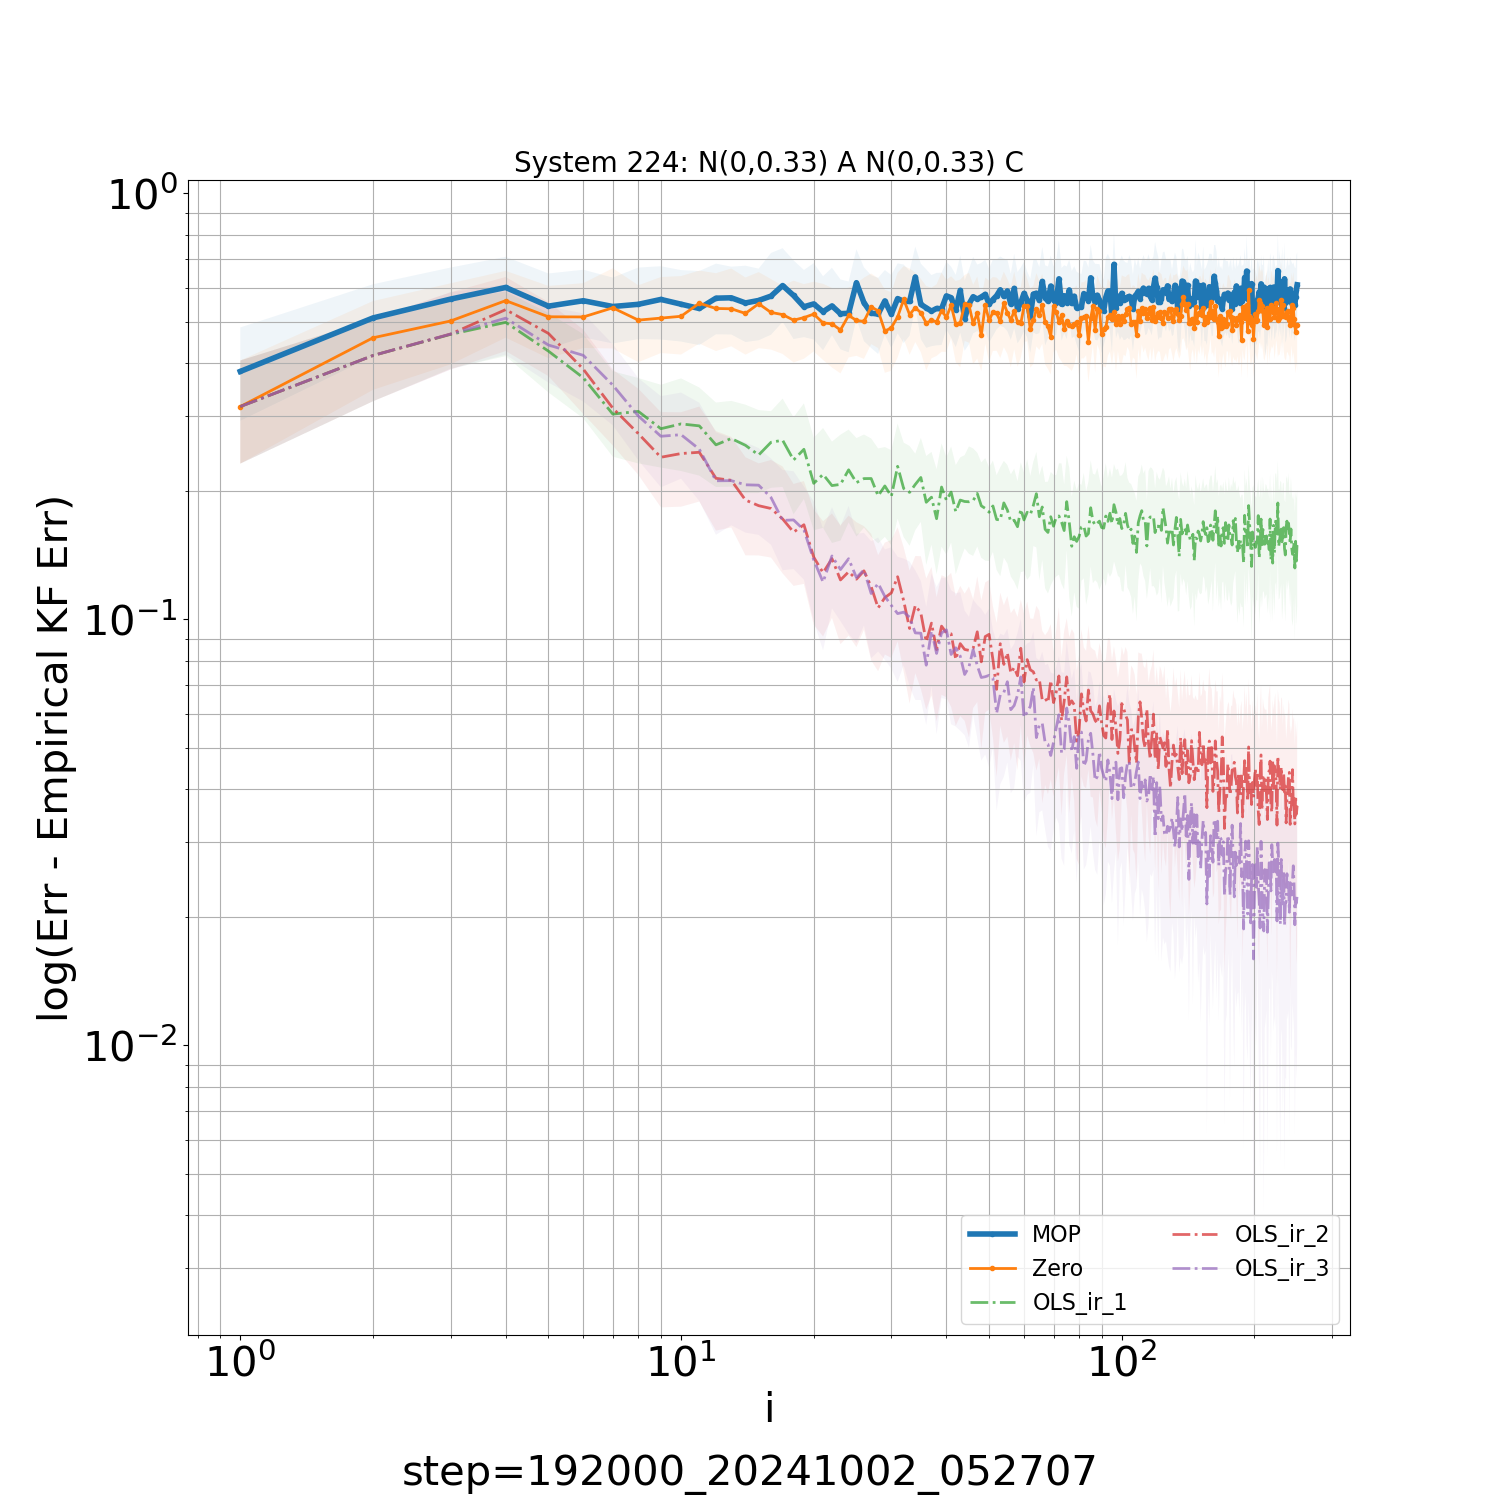 System 224: N(0,0.33) A N(0,0.33) C
log(Err - Empirical KF Err)
10^0
10^-1
10^-2
MOP
Zero
OLS_ir_1
OLS_ir_2
OLS_ir_3
10^0 10^1 10^2
i
step=192000_20241002_052707